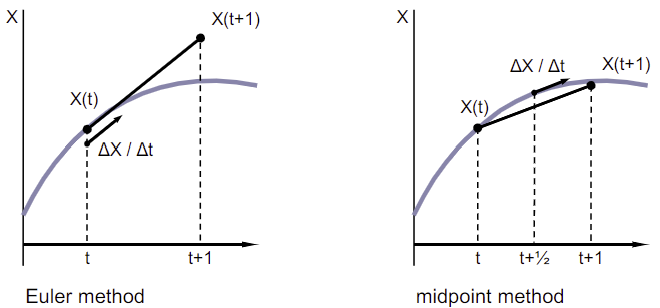 X
X(t+1)
X(t)
ΔX / Δt
t
t+1
Euler method
X
ΔX / Δt
X(t+1)
X(t)
t
t+½
t+1
midpoint method